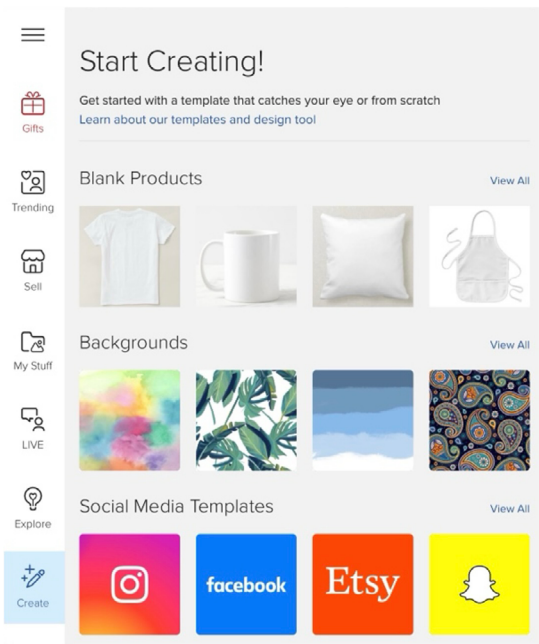 Start Creating!
Get started with a template that catches your eye or from scratch
Learn about our templates and design tool
Gifts
Trending
Sell
My Stuff
LIVE
Explore
Create
Blank Products
View All
Backgrounds
View All
Social Media Templates
View All
facebook
Etsy